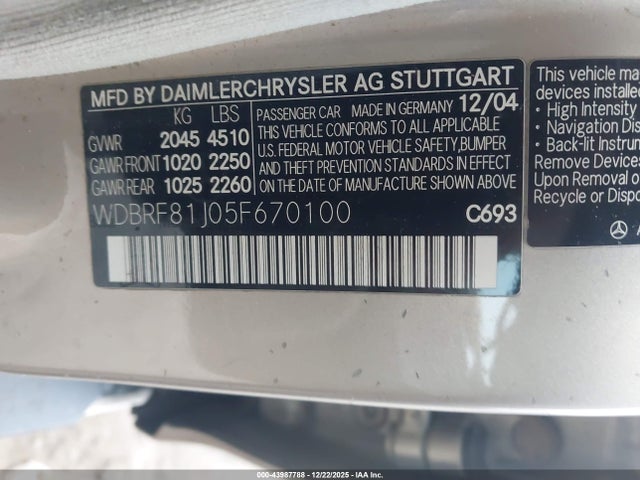 MFD BY DAIMLERCHRYSLER AG STUTTGART
KG LBS
GVWR 2045 4510
GAWR FRONT 1020 2250
GAWR REAR 1025 2260
PASSENGER CAR MADE IN GERMANY 12/04
THIS VEHICLE CONFORMS TO ALL APPLICABLE
U.S. FEDERAL MOTOR VEHICLE SAFETY,BUMPER
AND THEFT PREVENTION STANDARDS IN EFFECT
ON THE DATE OF MANUFACTURE SHOWN ABOVE.
WDBRF81J05F670100 C693
This vehicle may
devices installed
• High Intensity
• Navigation Dis
• Back-lit Instrum
Remove Devices
Upon Removal o
Recycle or Dispo
A
000-43987788 - 12/22/2025 - IAA Inc.